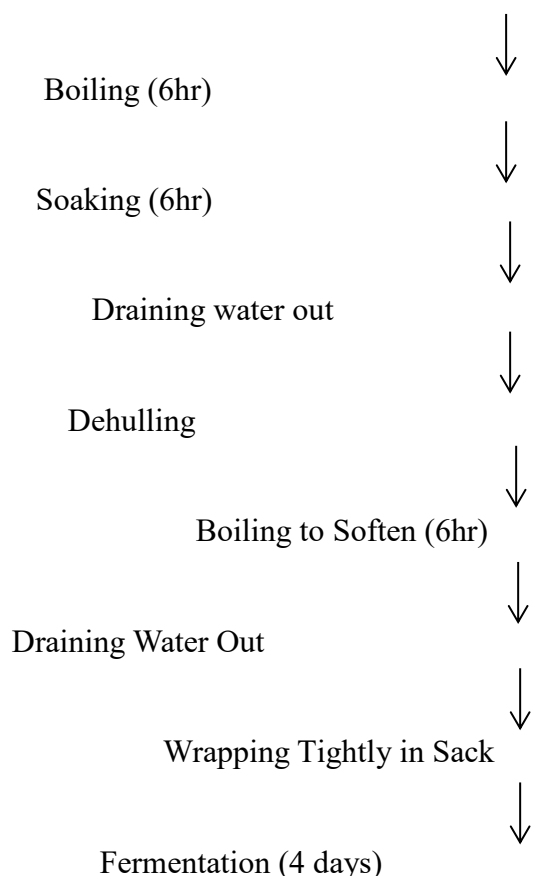 Boiling (6hr)
Soaking (6hr)
Draining water out
Dehulling
Boiling to Soften (6hr)
Draining Water Out
Wrapping Tightly in Sack
Fermentation (4 days)